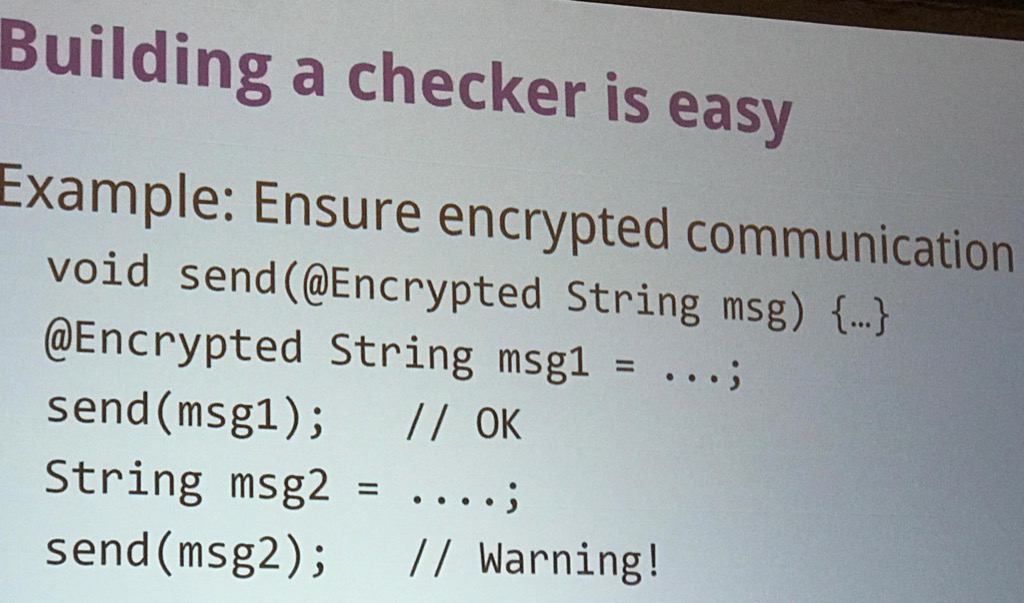 Building a checker is easy
Example: Ensure encrypted communication
void send(@Encrypted String msg) {…}
@Encrypted String msg1 = ...;
send(msg1);   // OK
String msg2 = ....;
send(msg2);   // Warning!